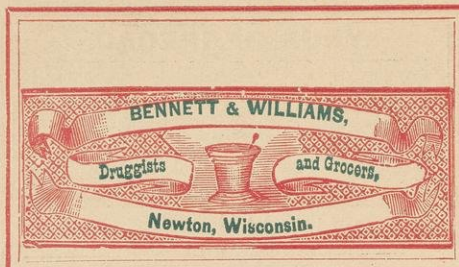 BENNETT & WILLIAMS,
Druggists and Grocers,
Newton, Wisconsin.